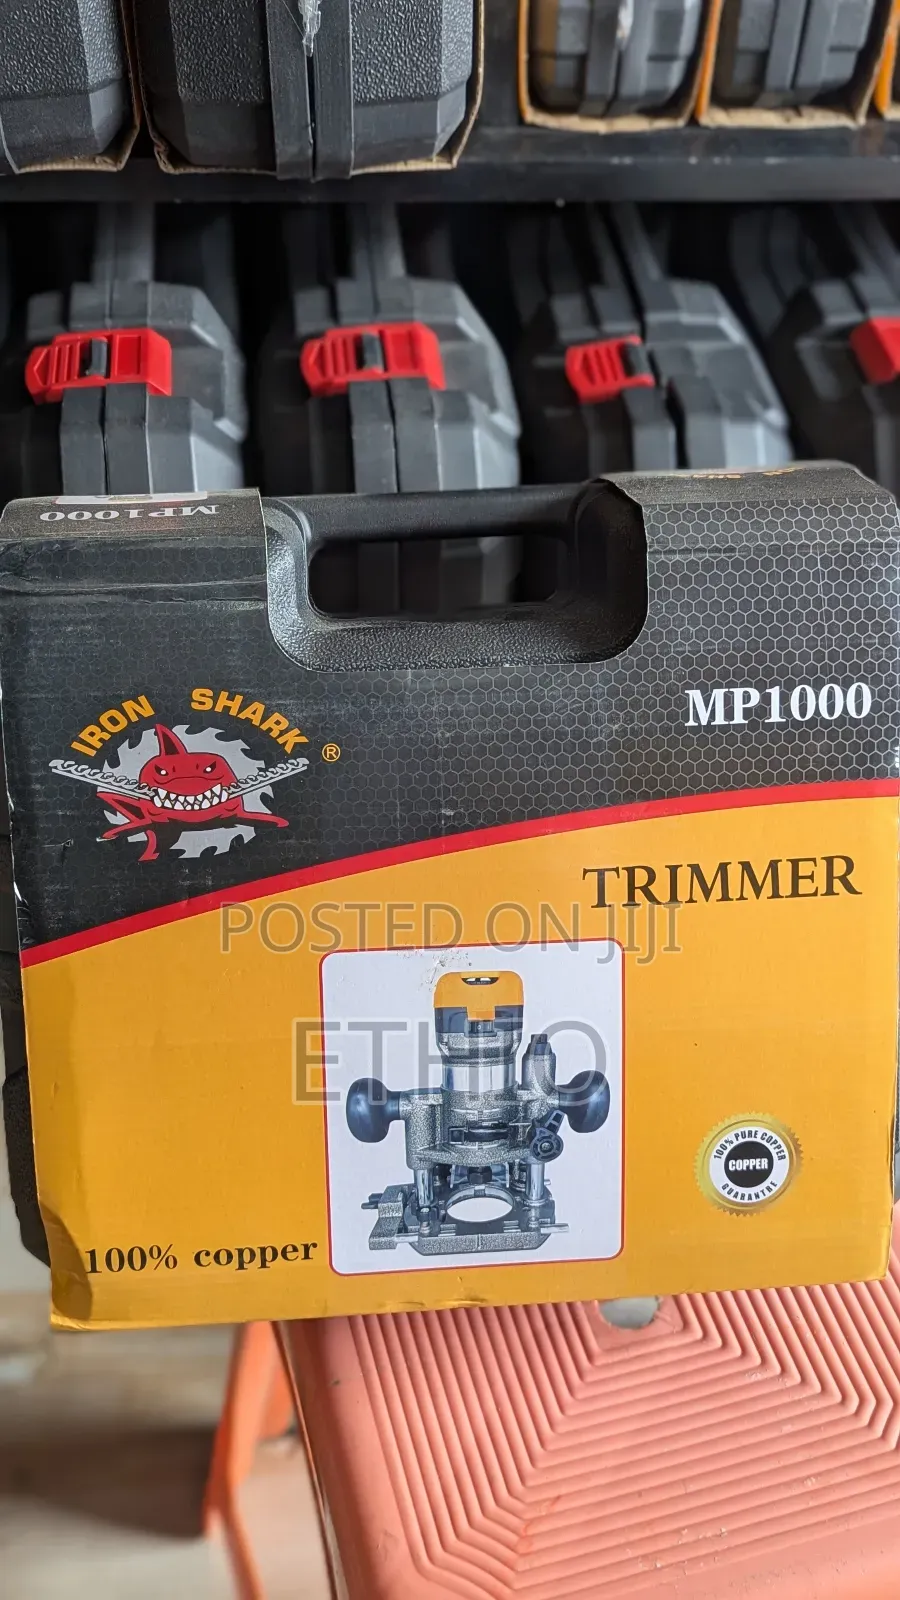 MP1000
IRON SHARK ®
MP1000
TRIMMER
POSTED ON JIJI
ETHIO
100% PURE COPPER
COPPER
GUARANTEE
100% copper